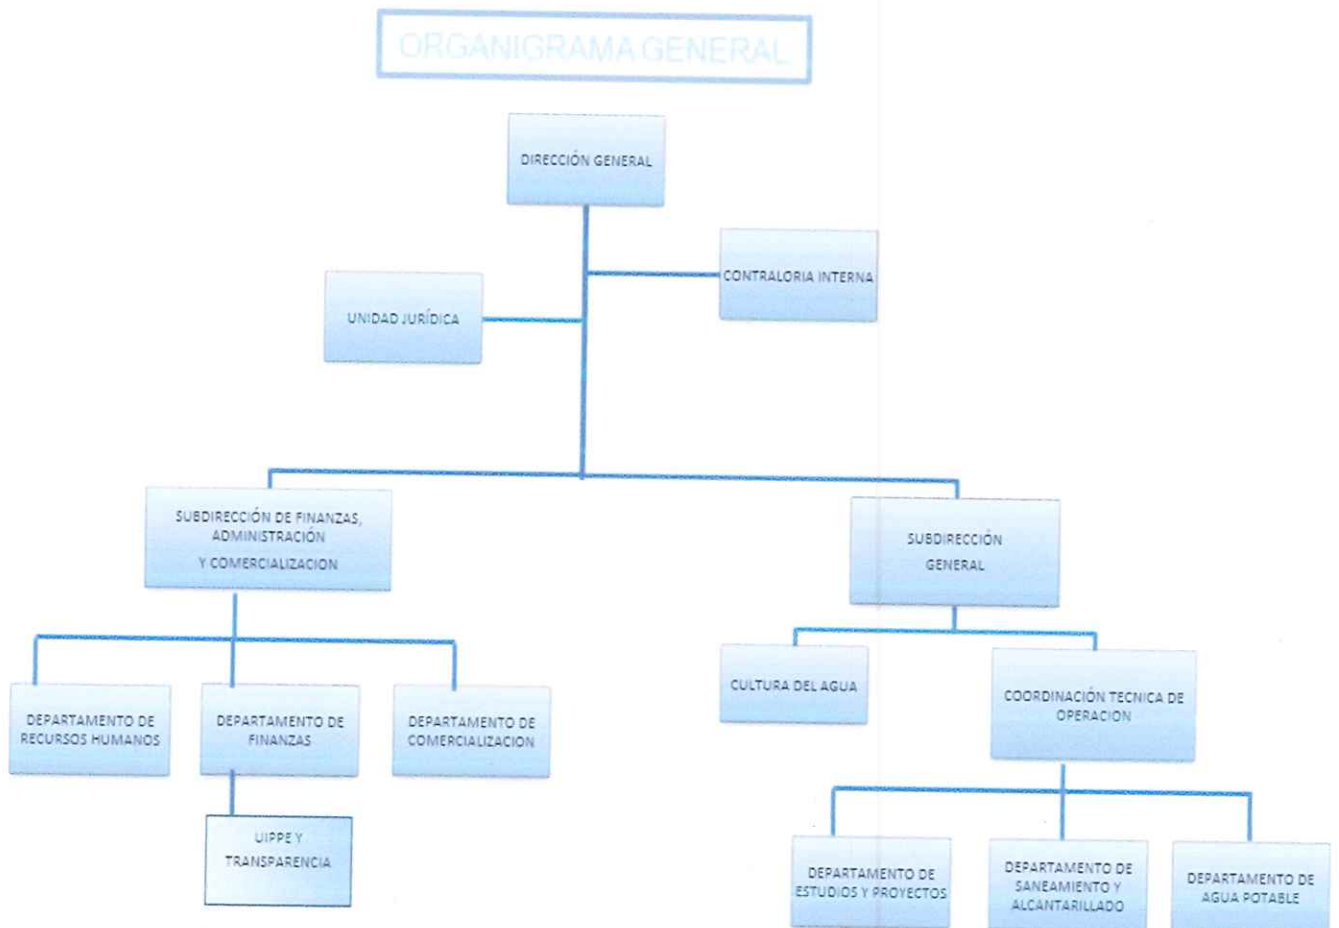 ORGANIGRAMA GENERAL
DIRECCIÓN GENERAL
CONTRALORIA INTERNA
UNIDAD JURÍDICA
SUBDIRECCIÓN DE FINANZAS,
ADMINISTRACIÓN
Y COMERCIALIZACION
SUBDIRECCIÓN
GENERAL
CULTURA DEL AGUA
COORDINACIÓN TECNICA DE
OPERACION
DEPARTAMENTO DE
RECURSOS HUMANOS
DEPARTAMENTO DE
FINANZAS
DEPARTAMENTO DE
COMERCIALIZACION
UIPPE Y
TRANSPARENCIA
DEPARTAMENTO DE
ESTUDIOS Y PROYECTOS
DEPARTAMENTO DE
SANEAMIENTO Y
ALCANTARILLADO
DEPARTAMENTO DE
AGUA POTABLE